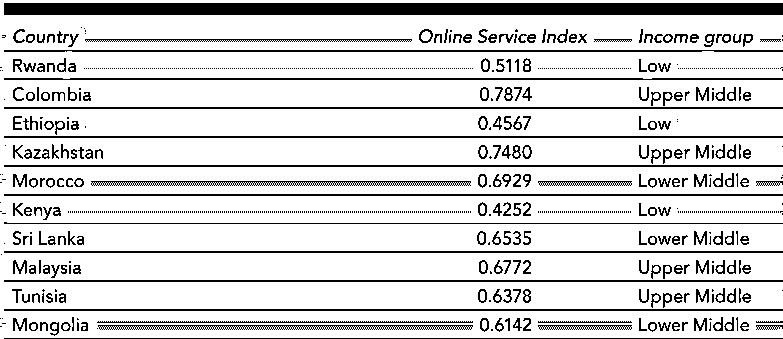 Country Online Service Index Income group
Rwanda 0.5118 Low
Colombia 0.7874 Upper Middle
Ethiopia 0.4567 Low
Kazakhstan 0.7480 Upper Middle
Morocco 0.6929 Lower Middle
Kenya 0.4252 Low
Sri Lanka 0.6535 Lower Middle
Malaysia 0.6772 Upper Middle
Tunisia 0.6378 Upper Middle
Mongolia 0.6142 Lower Middle